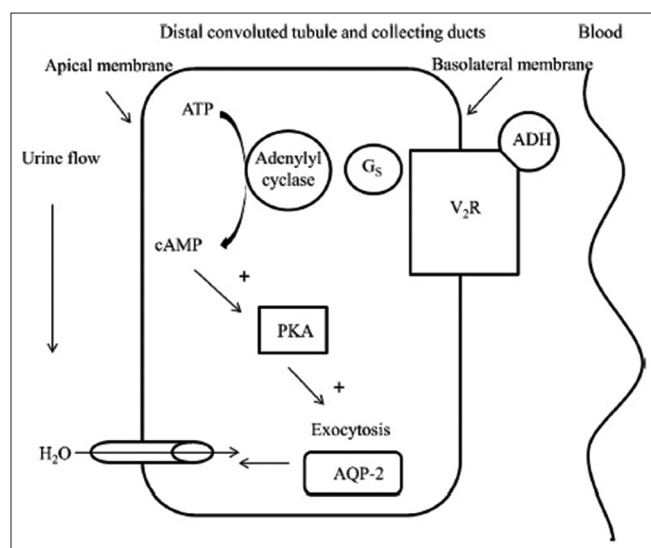 Distal convoluted tubule and collecting ducts
Blood
Apical membrane
Basolateral membrane
ATP
ADH
Adenylyl
cyclase
GS
Urine flow
V2R
cAMP
+
PKA
+
Exocytosis
H2O
AQP-2